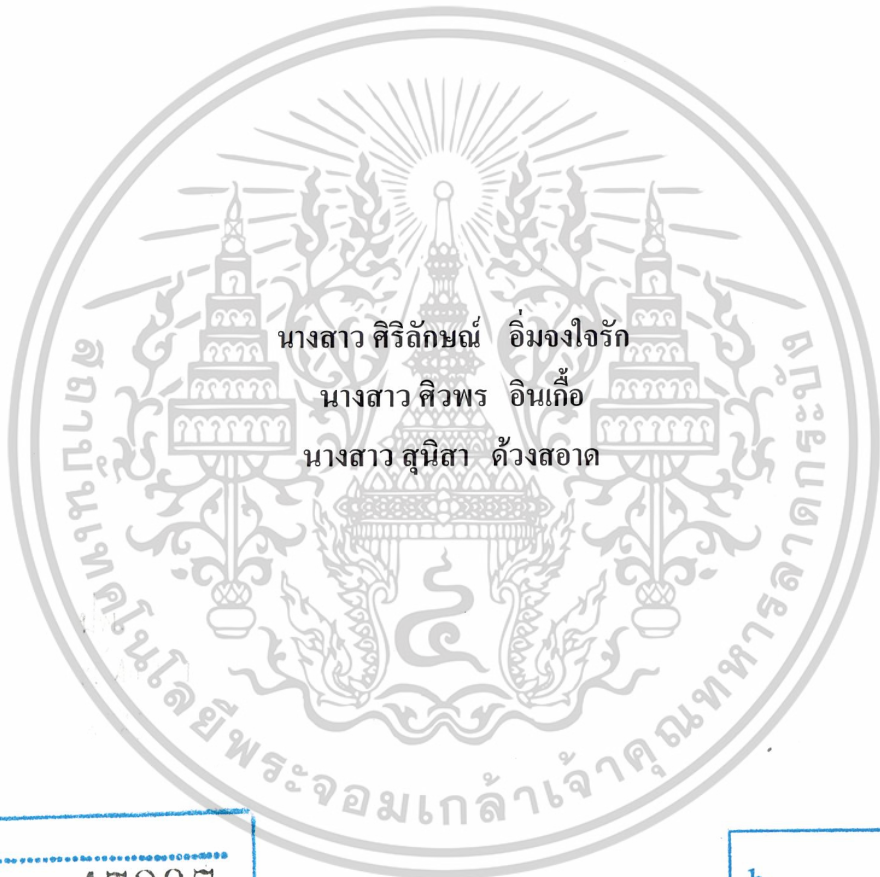 นางสาว ศิริลักษณ์ อิ่มจงใจรัก
นางสาว ศิวพร อินเกื้อ
นางสาว สุนิสา ด้วงสอาด
สถาบันเทคโนโลยีพระจอมเกล้าเจ้าคุณทหารลาดกระบัง